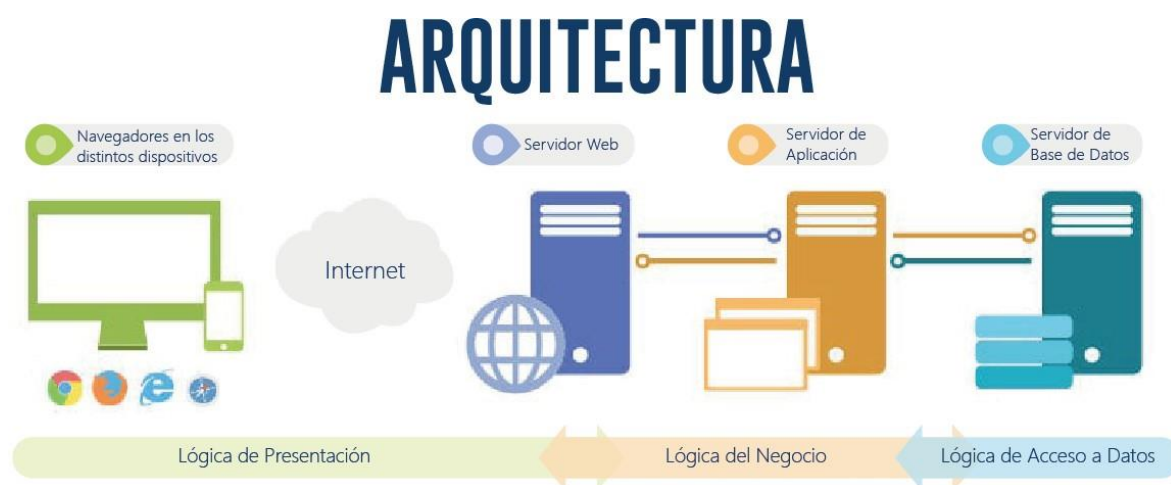 ARQUITECTURA
Navegadores en los
distintos dispositivos
Servidor Web
Servidor de
Aplicación
Servidor de
Base de Datos
Internet
Lógica de Presentación
Lógica del Negocio
Lógica de Acceso a Datos